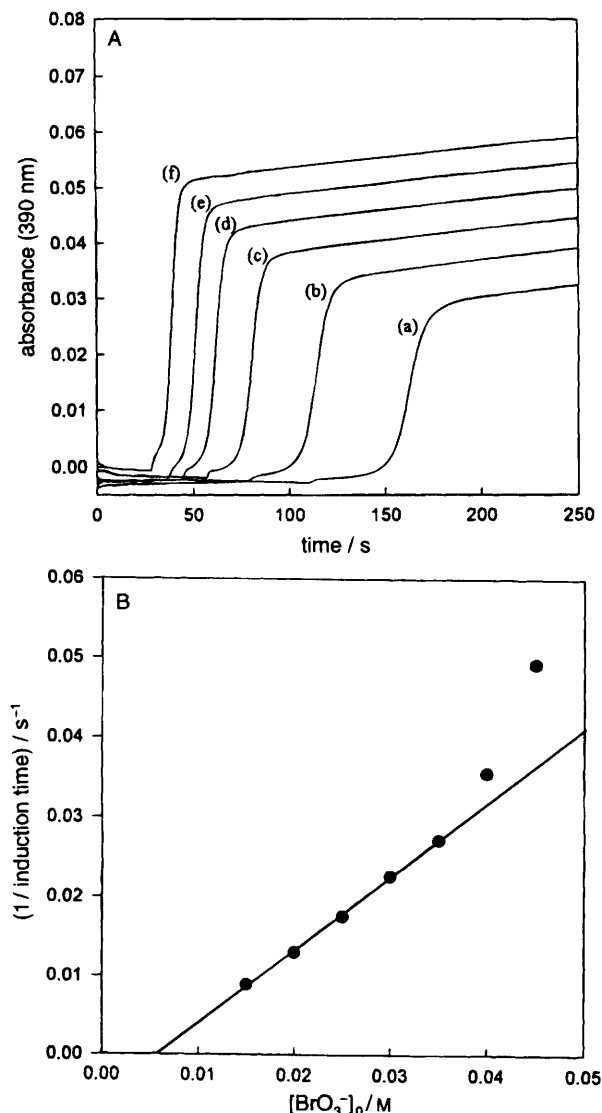 A
0.08
0.07
0.06
0.05
0.04
0.03
0.02
0.01
0.00
absorbance (390 nm)
(f)
(e)
(d)
(c)
(b)
(a)
0 50 100 150 200 250
time / s
B
0.06
0.05
0.04
0.03
0.02
0.01
0.00
(1 / induction time) / s⁻¹
0.00 0.01 0.02 0.03 0.04 0.05
[BrO₃⁻]₀ / M